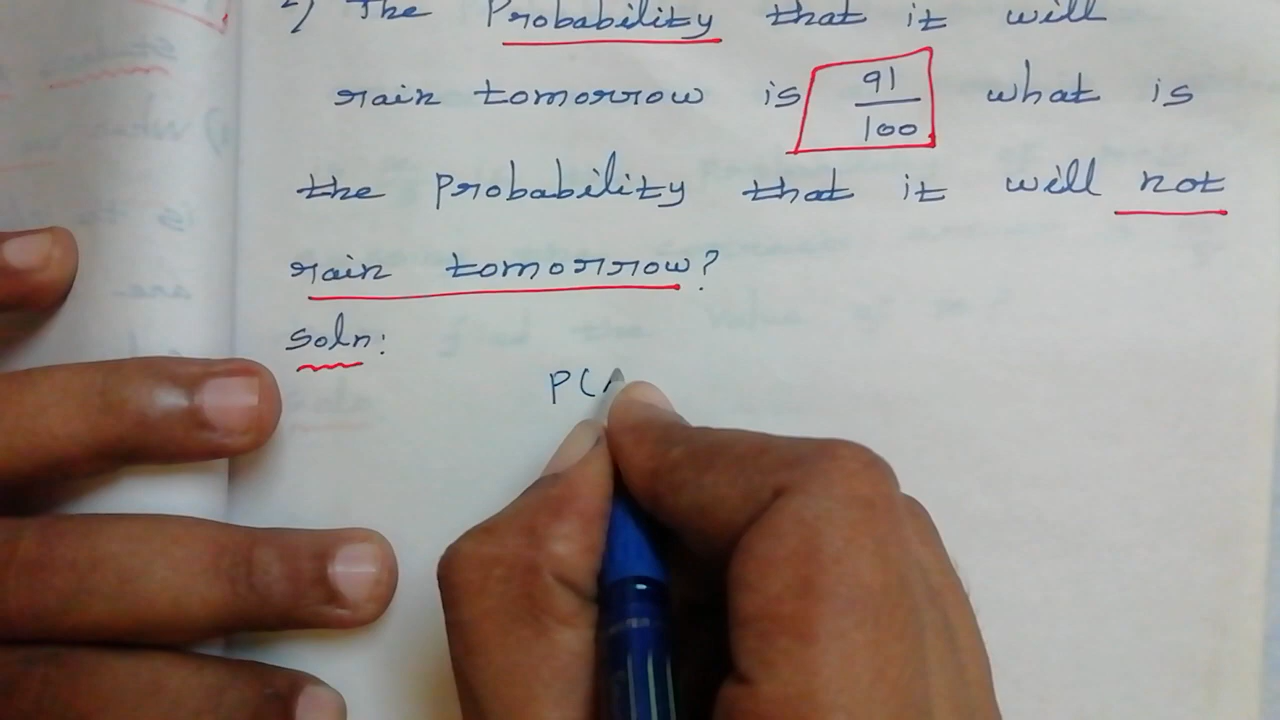 2) The Probability that it will
rain tomorrow is 91/100 what is
the probability that it will not
rain tomorrow?
Soln:
P(A